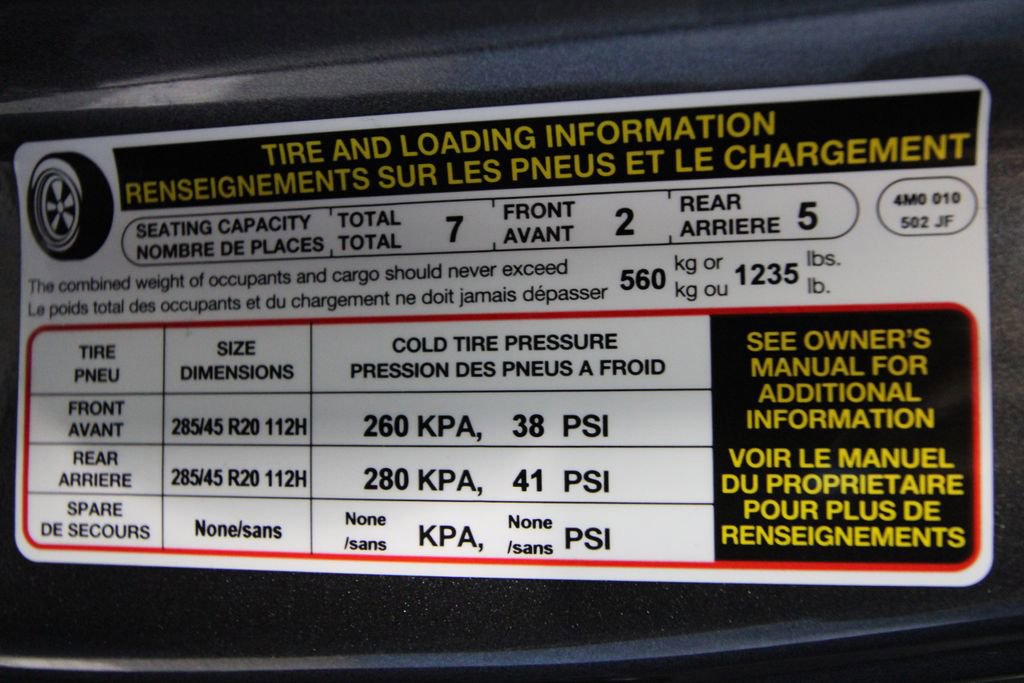 TIRE AND LOADING INFORMATION
RENSEIGNEMENTS SUR LES PNEUS ET LE CHARGEMENT
SEATING CAPACITY TOTAL 7 FRONT 2 REAR 5
NOMBRE DE PLACES TOTAL AVANT ARRIERE
4M0 010
502 JF
The combined weight of occupants and cargo should never exceed 560 kg or 1235 lbs.
Le poids total des occupants et du chargement ne doit jamais dépasser kg ou lb.
TIRE SIZE COLD TIRE PRESSURE
PNEU DIMENSIONS PRESSION DES PNEUS A FROID
FRONT
AVANT 285/45 R20 112H 260 KPA, 38 PSI
REAR
ARRIERE 285/45 R20 112H 280 KPA, 41 PSI
SPARE
DE SECOURS None/sans None /sans KPA, None /sans PSI
SEE OWNER'S
MANUAL FOR
ADDITIONAL
INFORMATION
VOIR LE MANUEL
DU PROPRIETAIRE
POUR PLUS DE
RENSEIGNEMENTS